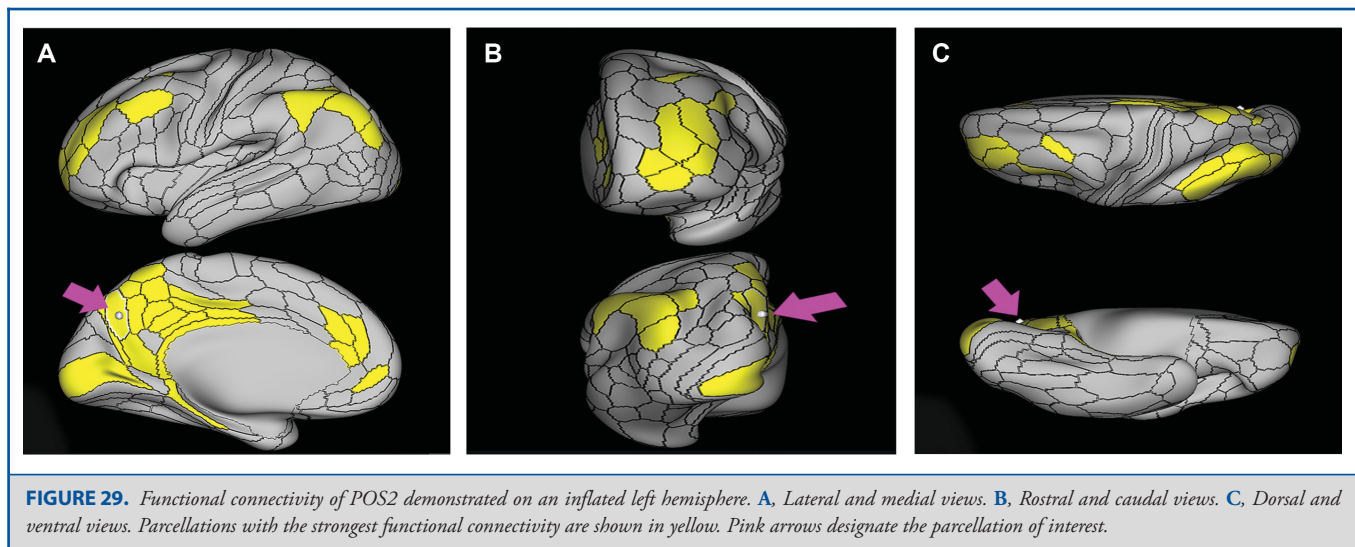 A
B
C
FIGURE 29. Functional connectivity of POS2 demonstrated on an inflated left hemisphere. A, Lateral and medial views. B, Rostral and caudal views. C, Dorsal and
ventral views. Parcellations with the strongest functional connectivity are shown in yellow. Pink arrows designate the parcellation of interest.